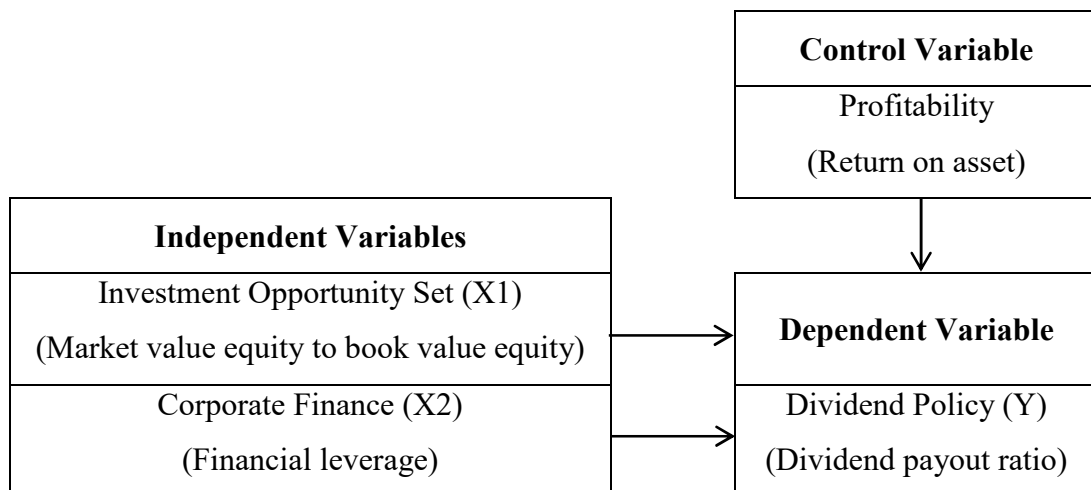 Control Variable
Profitability
(Return on asset)
Independent Variables
Investment Opportunity Set (X1)
(Market value equity to book value equity)
Corporate Finance (X2)
(Financial leverage)
Dependent Variable
Dividend Policy (Y)
(Dividend payout ratio)